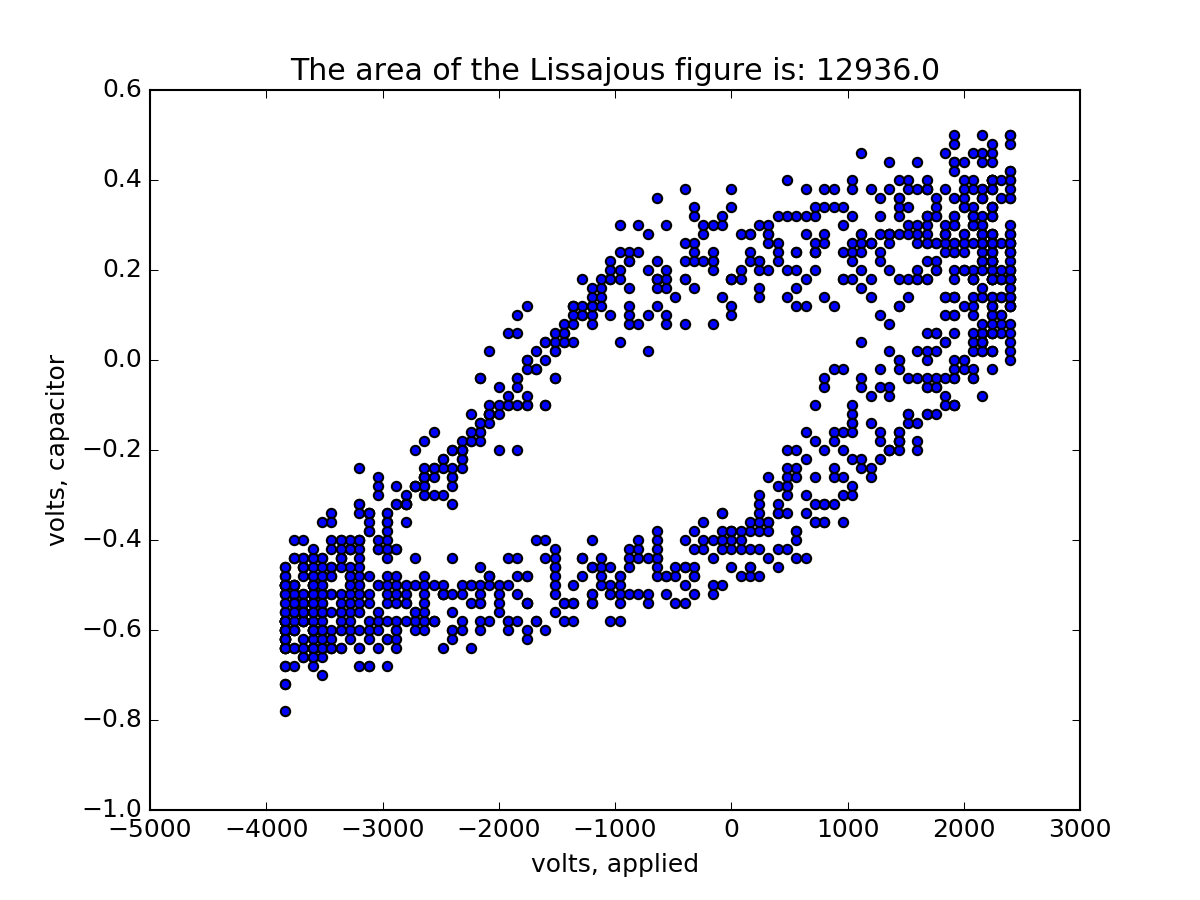 The area of the Lissajous figure is: 12936.0
0.6
0.4
0.2
0.0
−0.2
−0.4
−0.6
−0.8
−1.0
volts, capacitor
−5000 −4000 −3000 −2000 −1000 0 1000 2000 3000
volts, applied